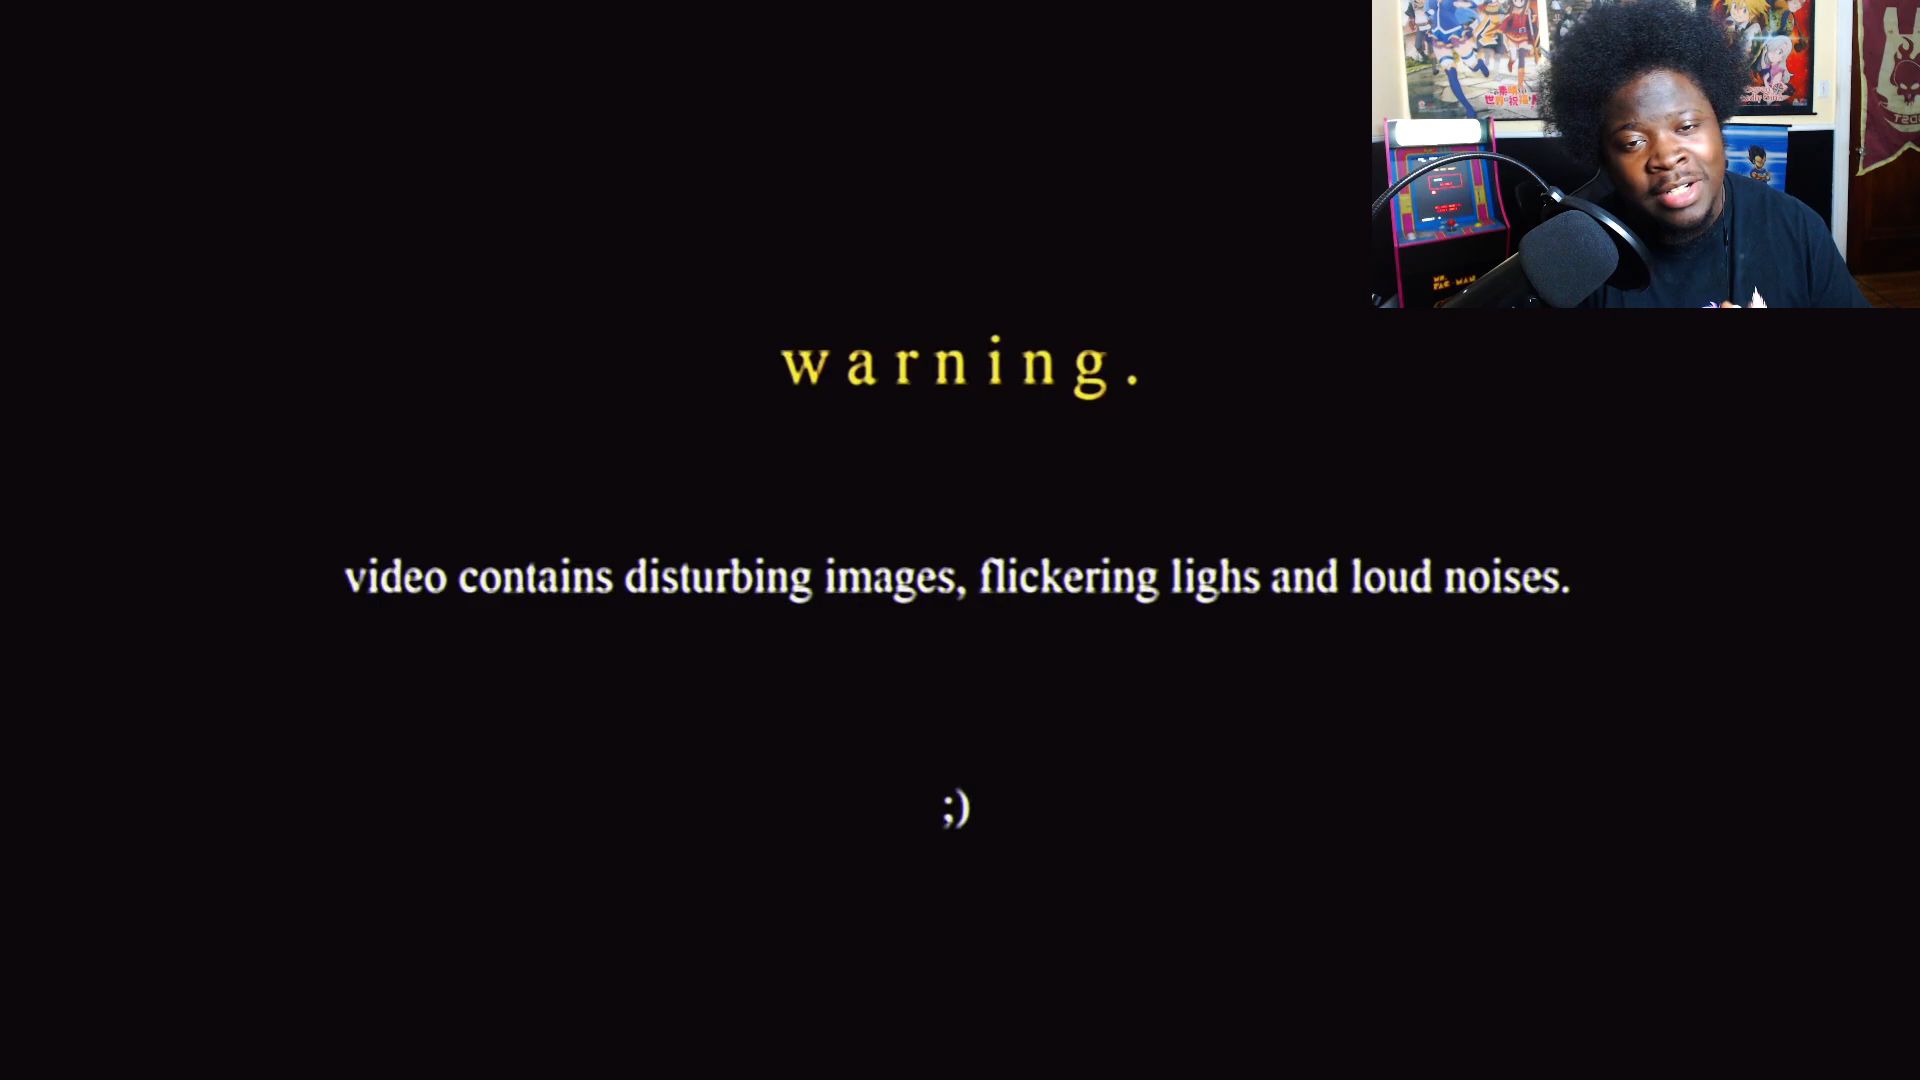 warning.
video contains disturbing images, flickering lighs and loud noises.
;)